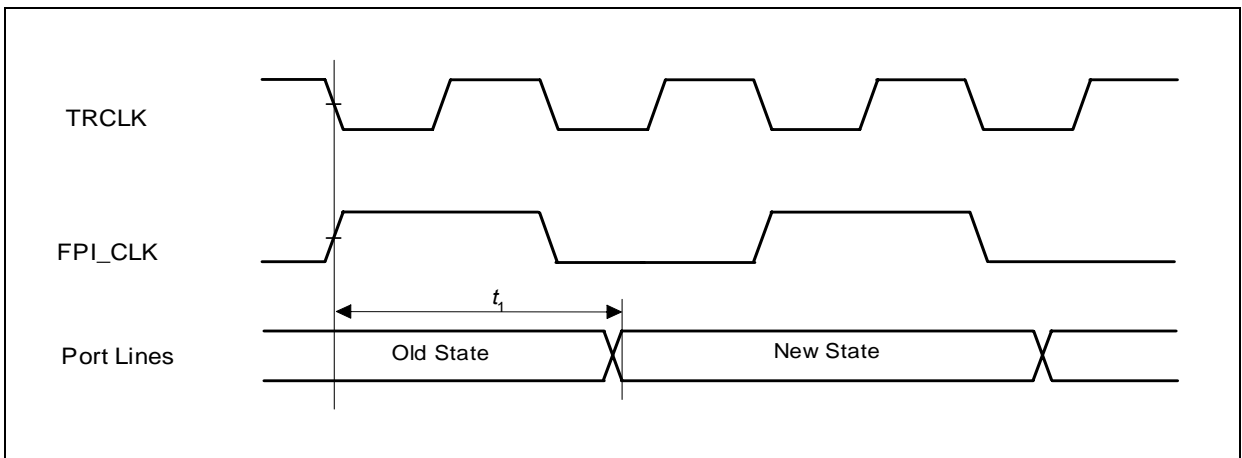 TRCLK
FPI_CLK
t1
Port Lines
Old State
New State